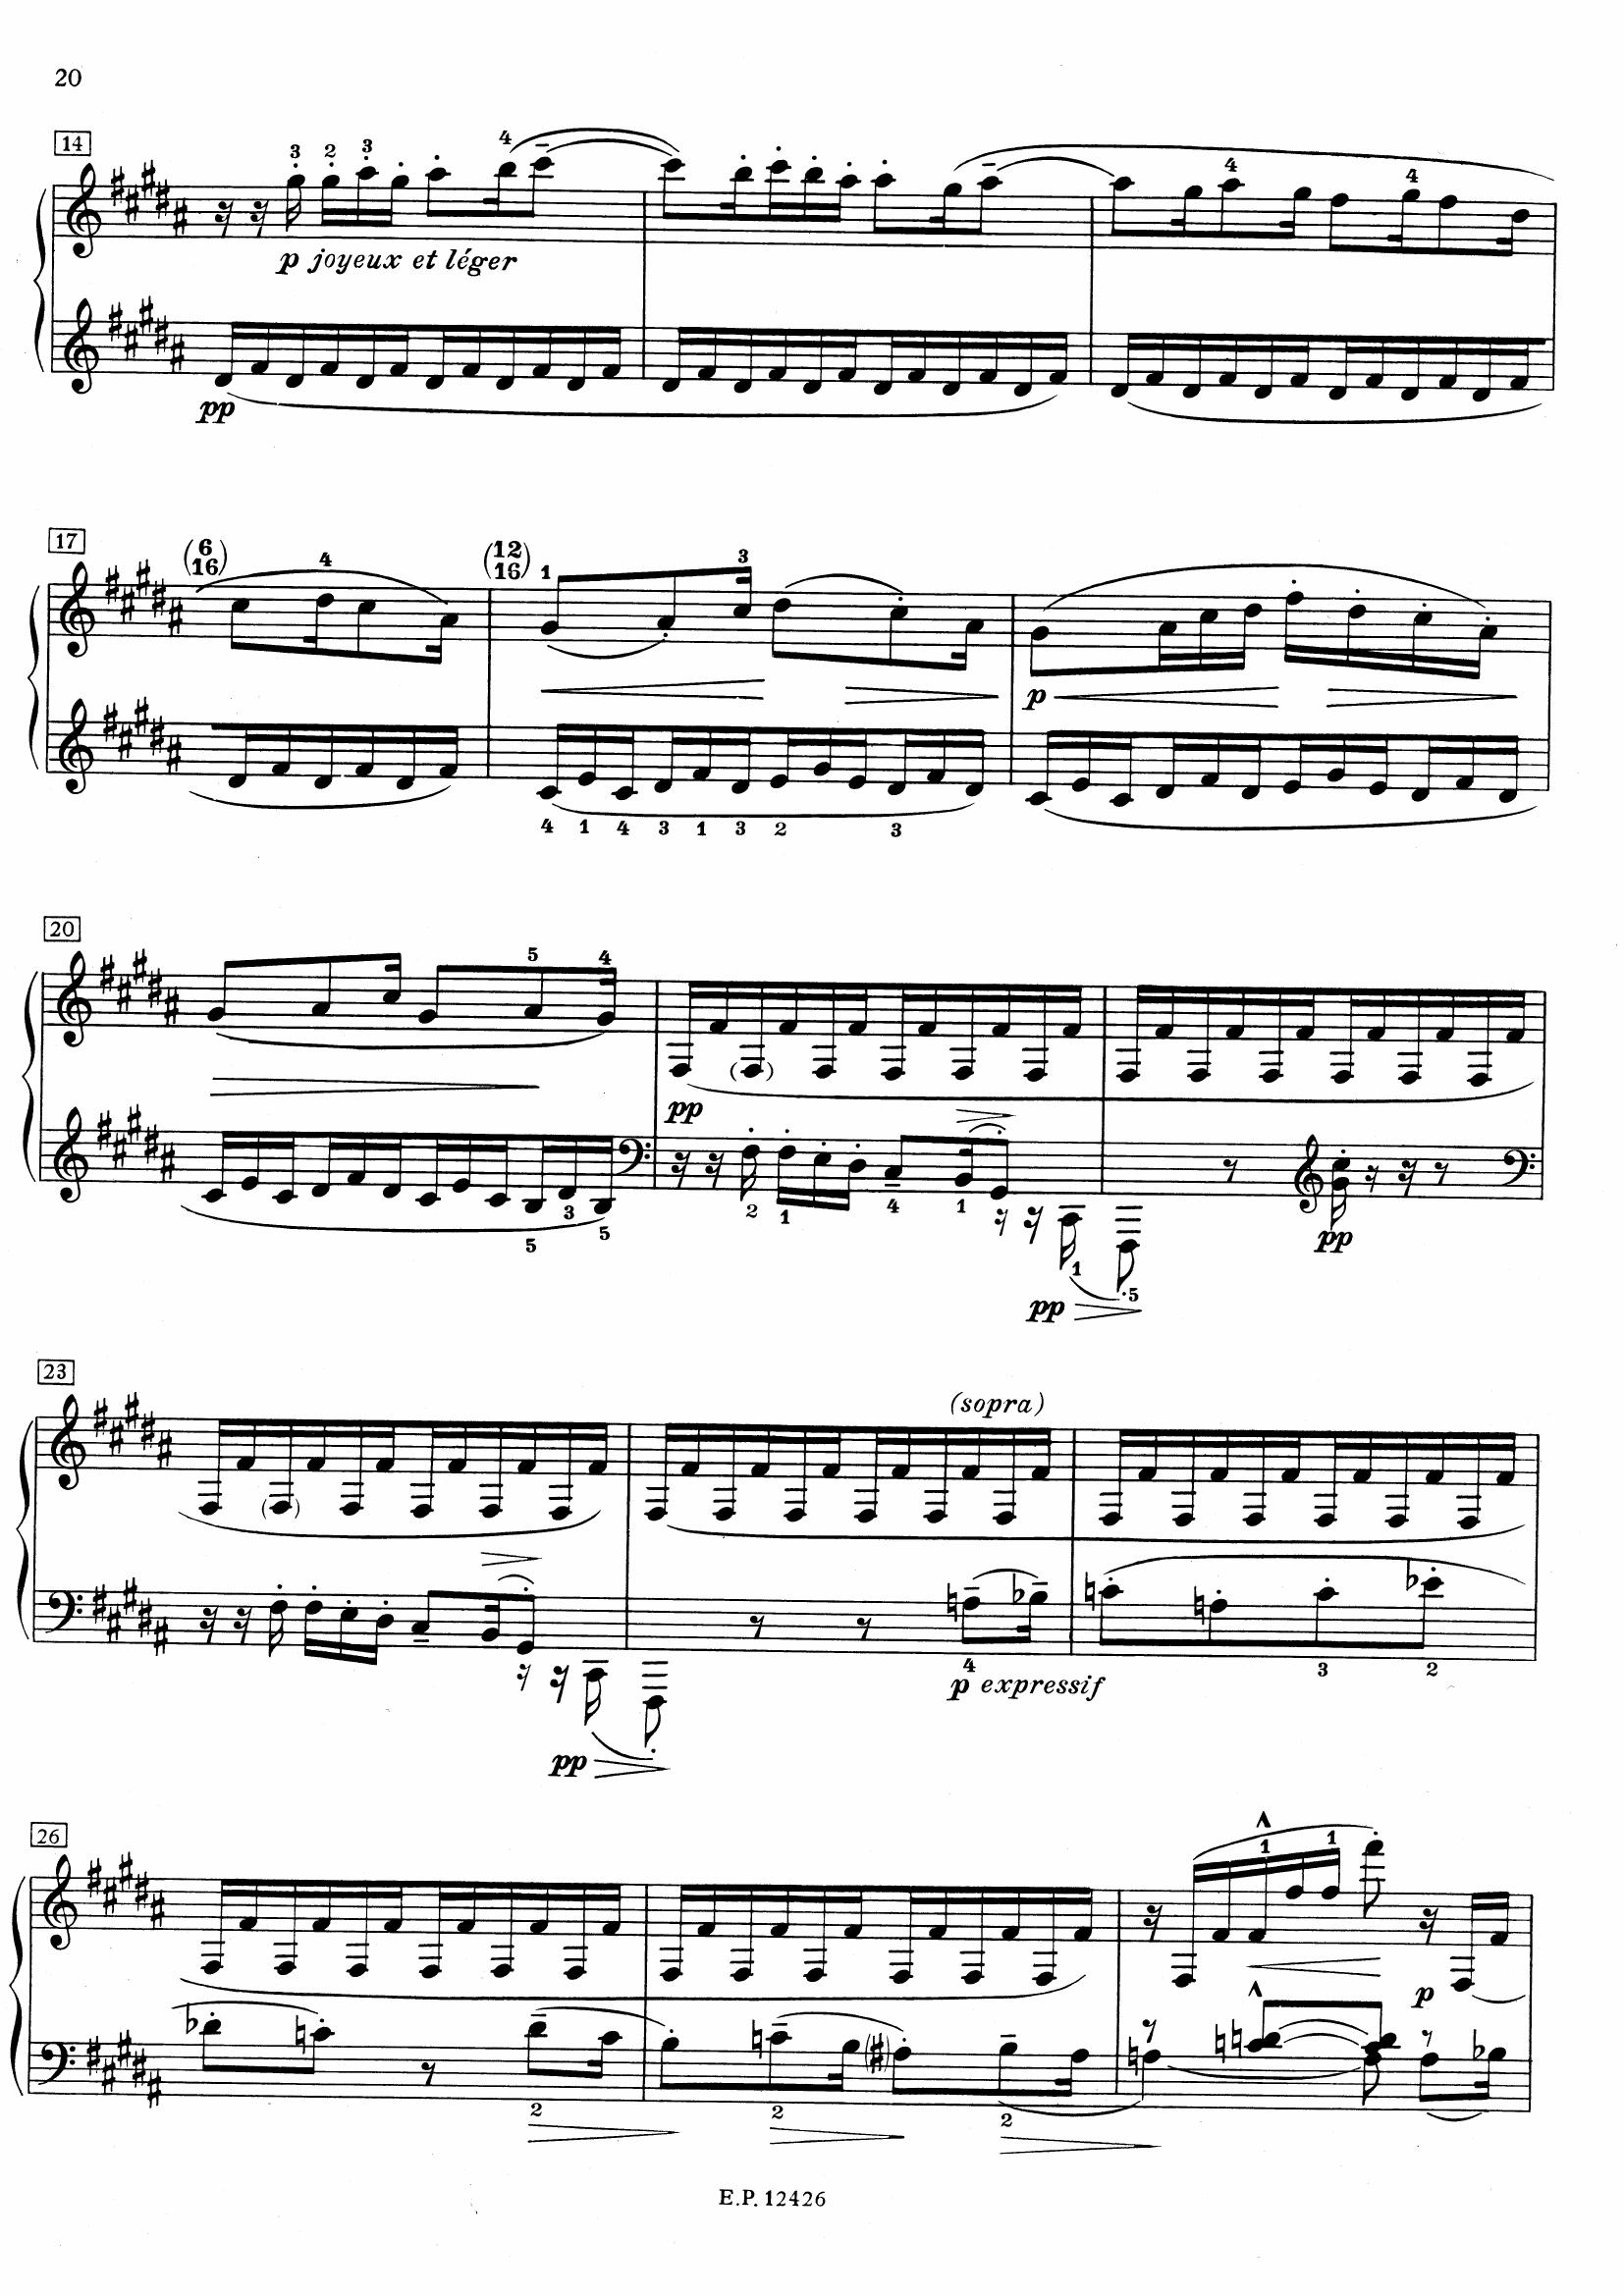 20
14
3 2 3 4 4 4
p joyeux et léger
pp
17
(6 16) 4 (12 16) 1 3
p
4 1 4 3 1 3 2 3
20
5 4
pp
2 1 4 1
5 3 5
pp
1 5
pp
23
(sopra)
4 3 2
p expressif
pp
26
1 1
p
2 2 2
E.P. 12426